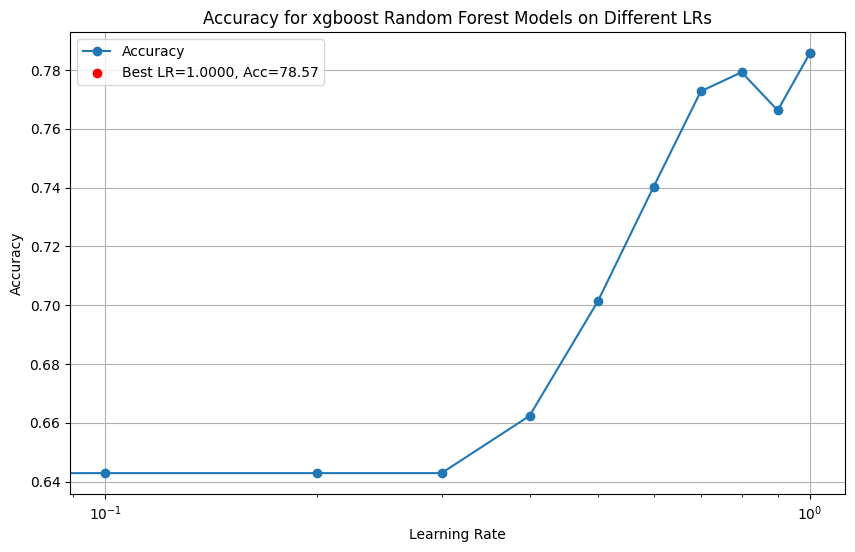 Accuracy for xgboost Random Forest Models on Different LRs
Accuracy
Best LR=1.0000, Acc=78.57
0.78
0.76
0.74
0.72
0.70
0.68
0.66
0.64
Accuracy
10⁻¹
10⁰
Learning Rate